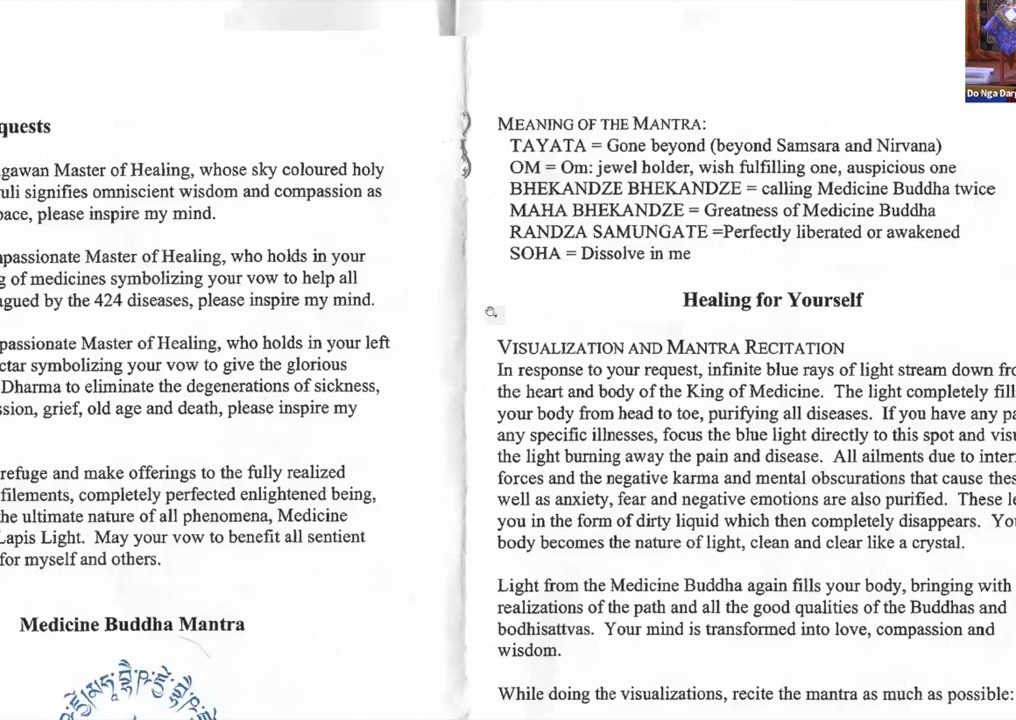 quests
gawan Master of Healing, whose sky coloured holy
uli signifies omniscient wisdom and compassion as
pace, please inspire my mind.
passionate Master of Healing, who holds in your
g of medicines symbolizing your vow to help all
gued by the 424 diseases, please inspire my mind.
passionate Master of Healing, who holds in your left
ctar symbolizing your vow to give the glorious
Dharma to eliminate the degenerations of sickness,
ssion, grief, old age and death, please inspire my
refuge and make offerings to the fully realized
filements, completely perfected enlightened being,
he ultimate nature of all phenomena, Medicine
Lapis Light. May your vow to benefit all sentient
for myself and others.
Medicine Buddha Mantra
MEANING OF THE MANTRA:
TAYATA = Gone beyond (beyond Samsara and Nirvana)
OM = Om: jewel holder, wish fulfilling one, auspicious one
BHEKANDZE BHEKANDZE = calling Medicine Buddha twice
MAHA BHEKANDZE = Greatness of Medicine Buddha
RANDZA SAMUNGATE =Perfectly liberated or awakened
SOHA = Dissolve in me
Healing for Yourself
VISUALIZATION AND MANTRA RECITATION
In response to your request, infinite blue rays of light stream down fro
the heart and body of the King of Medicine. The light completely fill
your body from head to toe, purifying all diseases. If you have any pa
any specific illnesses, focus the blue light directly to this spot and visu
the light burning away the pain and disease. All ailments due to inter
forces and the negative karma and mental obscurations that cause thes
well as anxiety, fear and negative emotions are also purified. These le
you in the form of dirty liquid which then completely disappears. You
body becomes the nature of light, clean and clear like a crystal.
Light from the Medicine Buddha again fills your body, bringing with
realizations of the path and all the good qualities of the Buddhas and
bodhisattvas. Your mind is transformed into love, compassion and
wisdom.
While doing the visualizations, recite the mantra as much as possible:
Do Nga Darg